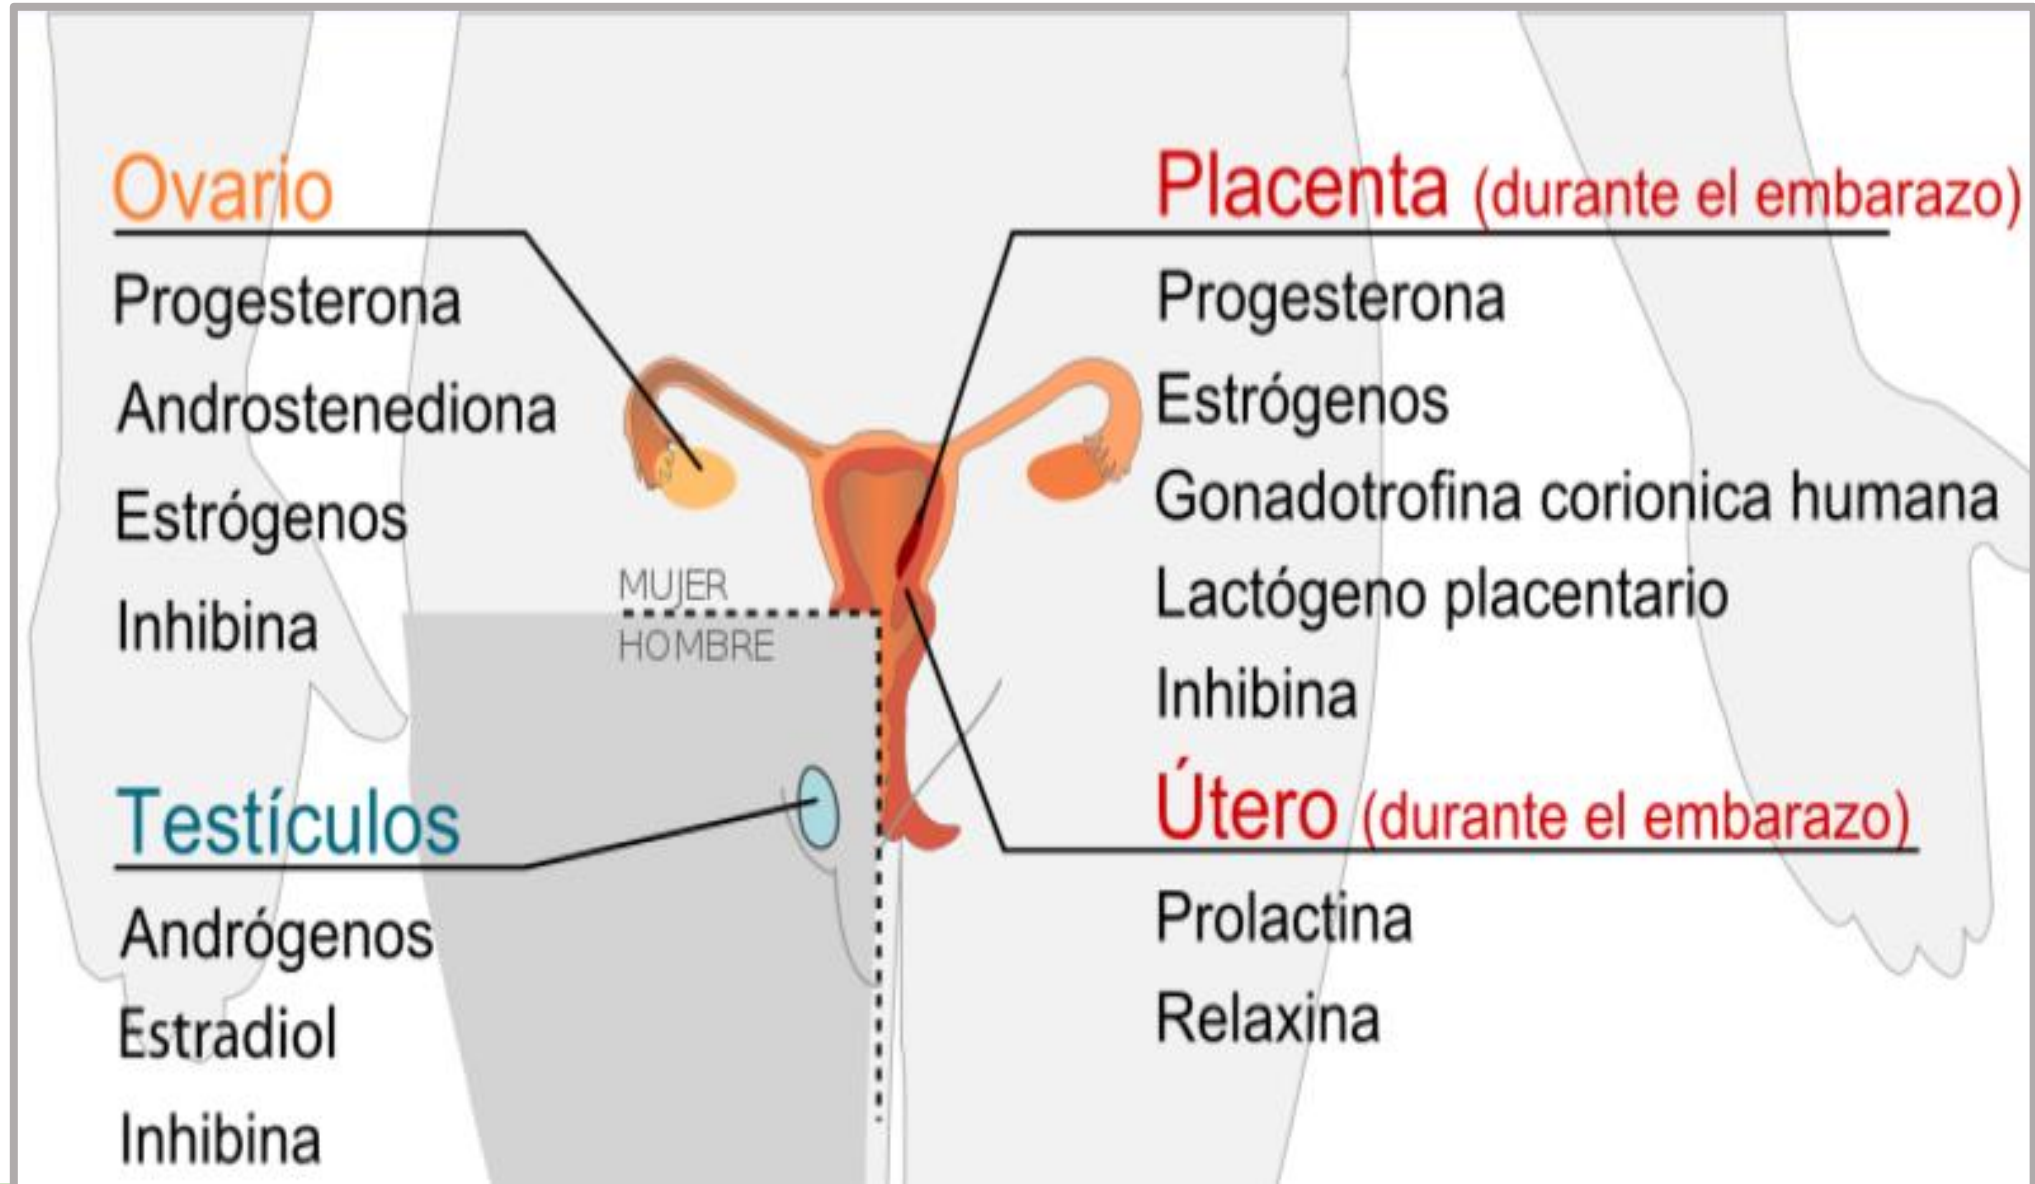 Ovario
Progesterona
Androstenediona
Estrógenos
Inhibina
MUJER
HOMBRE
Testículos
Andrógenos
Estradiol
Inhibina
Placenta (durante el embarazo)
Progesterona
Estrógenos
Gonadotrofina corionica humana
Lactógeno placentario
Inhibina
Útero (durante el embarazo)
Prolactina
Relaxina